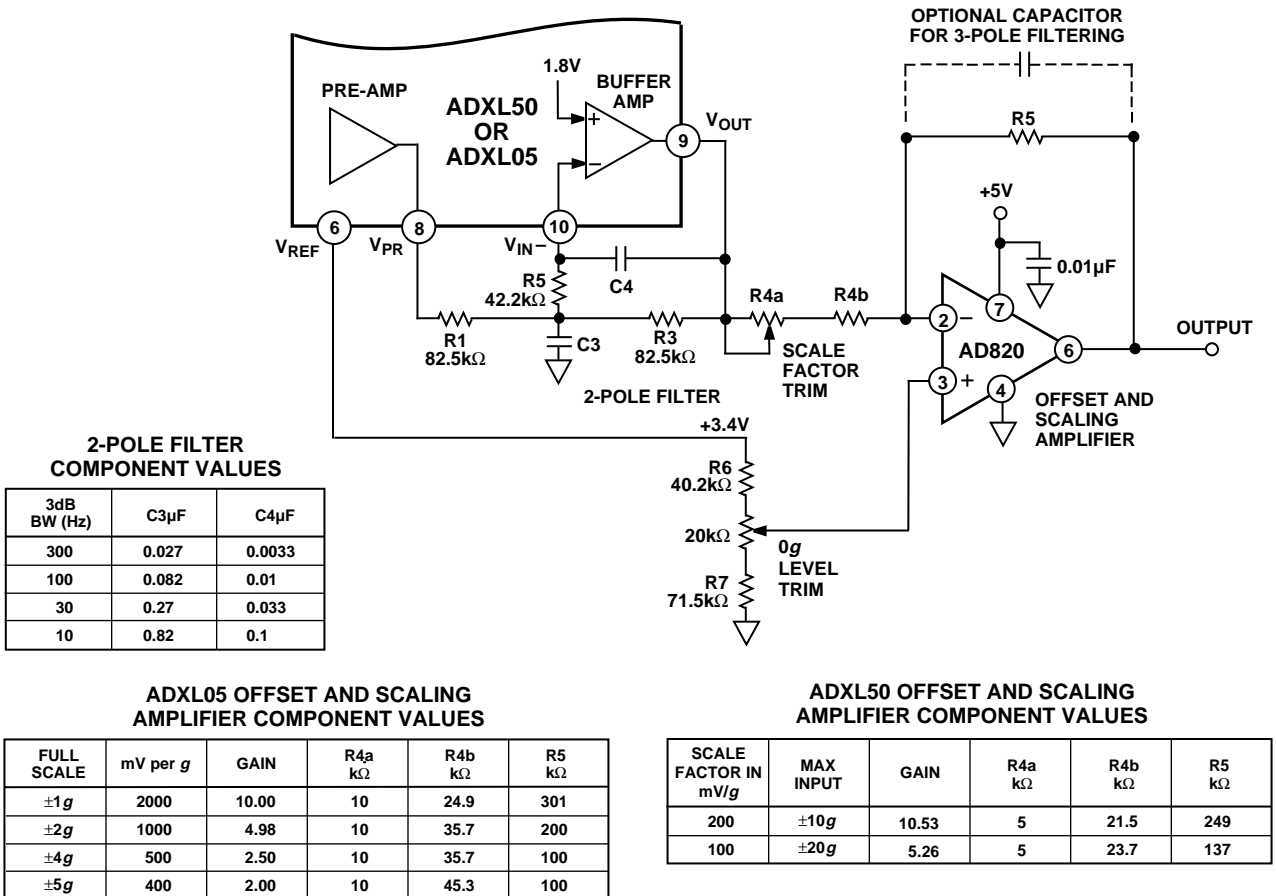 OPTIONAL CAPACITOR
FOR 3-POLE FILTERING
1.8V
PRE-AMP
BUFFER
AMP
ADXL50
OR
ADXL05
+
−
VOUT
9
R5
+5V
6
8
10
VREF
VPR
VIN−
0.01µF
R5
42.2kΩ
C4
R4a
R4b
2
−
7
OUTPUT
R1
82.5kΩ
C3
R3
82.5kΩ
AD820
6
SCALE
FACTOR
TRIM
3
+
4
OFFSET AND
SCALING
AMPLIFIER
2-POLE FILTER
+3.4V
R6
40.2kΩ
20kΩ
0g
LEVEL
TRIM
R7
71.5kΩ
2-POLE FILTER
COMPONENT VALUES
3dB
BW (Hz) C3µF C4µF
300 0.027 0.0033
100 0.082 0.01
30 0.27 0.033
10 0.82 0.1
ADXL05 OFFSET AND SCALING
AMPLIFIER COMPONENT VALUES
FULL
SCALE mV per g GAIN R4a
kΩ R4b
kΩ R5
kΩ
±1g 2000 10.00 10 24.9 301
±2g 1000 4.98 10 35.7 200
±4g 500 2.50 10 35.7 100
±5g 400 2.00 10 45.3 100
ADXL50 OFFSET AND SCALING
AMPLIFIER COMPONENT VALUES
SCALE
FACTOR IN
mV/g MAX
INPUT GAIN R4a
kΩ R4b
kΩ R5
kΩ
200 ±10g 10.53 5 21.5 249
100 ±20g 5.26 5 23.7 137